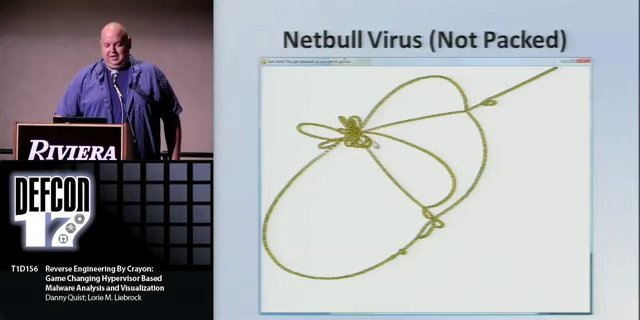 Netbull Virus (Not Packed)
RIVIERA
DEFCON
17
T1D1S6 Reverse Engineering By Crayon:
Game Changing Hypervisor Based
Malware Analysis and Visualization
Danny Quist; Lorie M. Liebrock